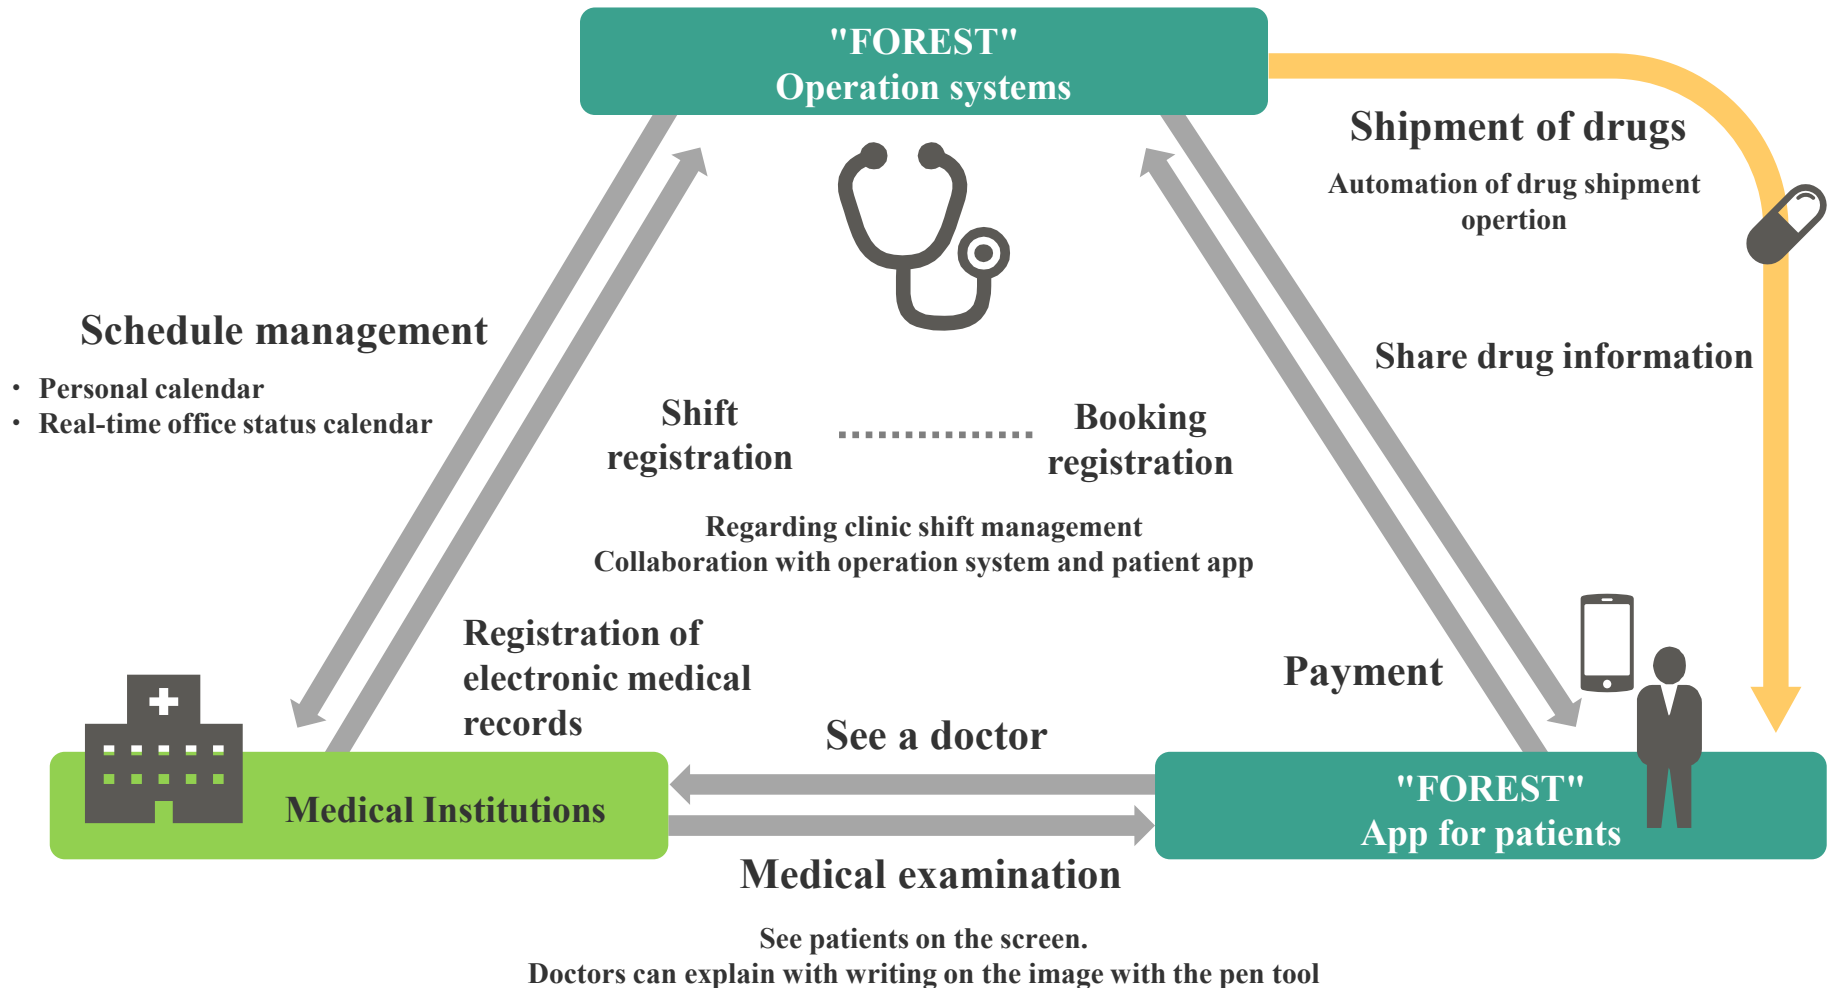 "FOREST"
Operation systems
Shipment of drugs
Automation of drug shipment
opertion
Schedule management
・ Personal calendar
・ Real-time office status calendar
Share drug information
Shift
registration
Booking
registration
Regarding clinic shift management
Collaboration with operation system and patient app
Registration of
electronic medical
records
Payment
See a doctor
Medical Institutions
"FOREST"
App for patients
Medical examination
See patients on the screen.
Doctors can explain with writing on the image with the pen tool